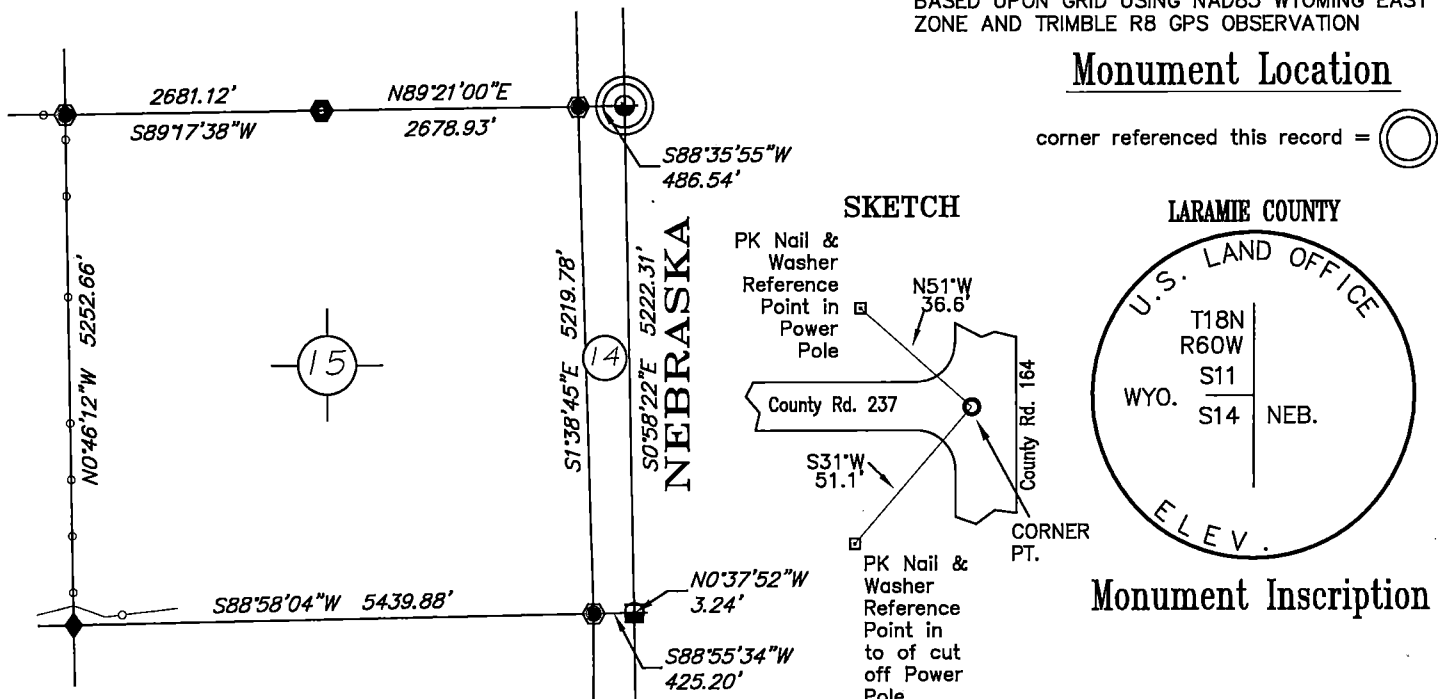 BASED UPON GRID USING NAD83 WYOMING EAST
ZONE AND TRIMBLE R8 GPS OBSERVATION
Monument Location
corner referenced this record =
2681.12'
S89°17'38"W
N89°21'00"E
2678.93'
S88°35'55"W
486.54'
N0°46'12"W 5252.66'
15
S1°38'45"E 5219.78'
14
S0°58'22"E 5222.31'
NEBRASKA
S88°58'04"W 5439.88'
N0°37'52"W
3.24'
S88°55'34"W
425.20'
SKETCH
PK Nail &
Washer
Reference
Point in
Power
Pole
N51°W
36.6'
County Rd. 237
County Rd. 164
S31°W
51.1'
CORNER
PT.
PK Nail &
Washer
Reference
Point in
to of cut
off Power
Pole
LARAMIE COUNTY
U.S. LAND OFFICE
T18N
R60W
S11
WYO.
S14
NEB.
ELEV.
Monument Inscription